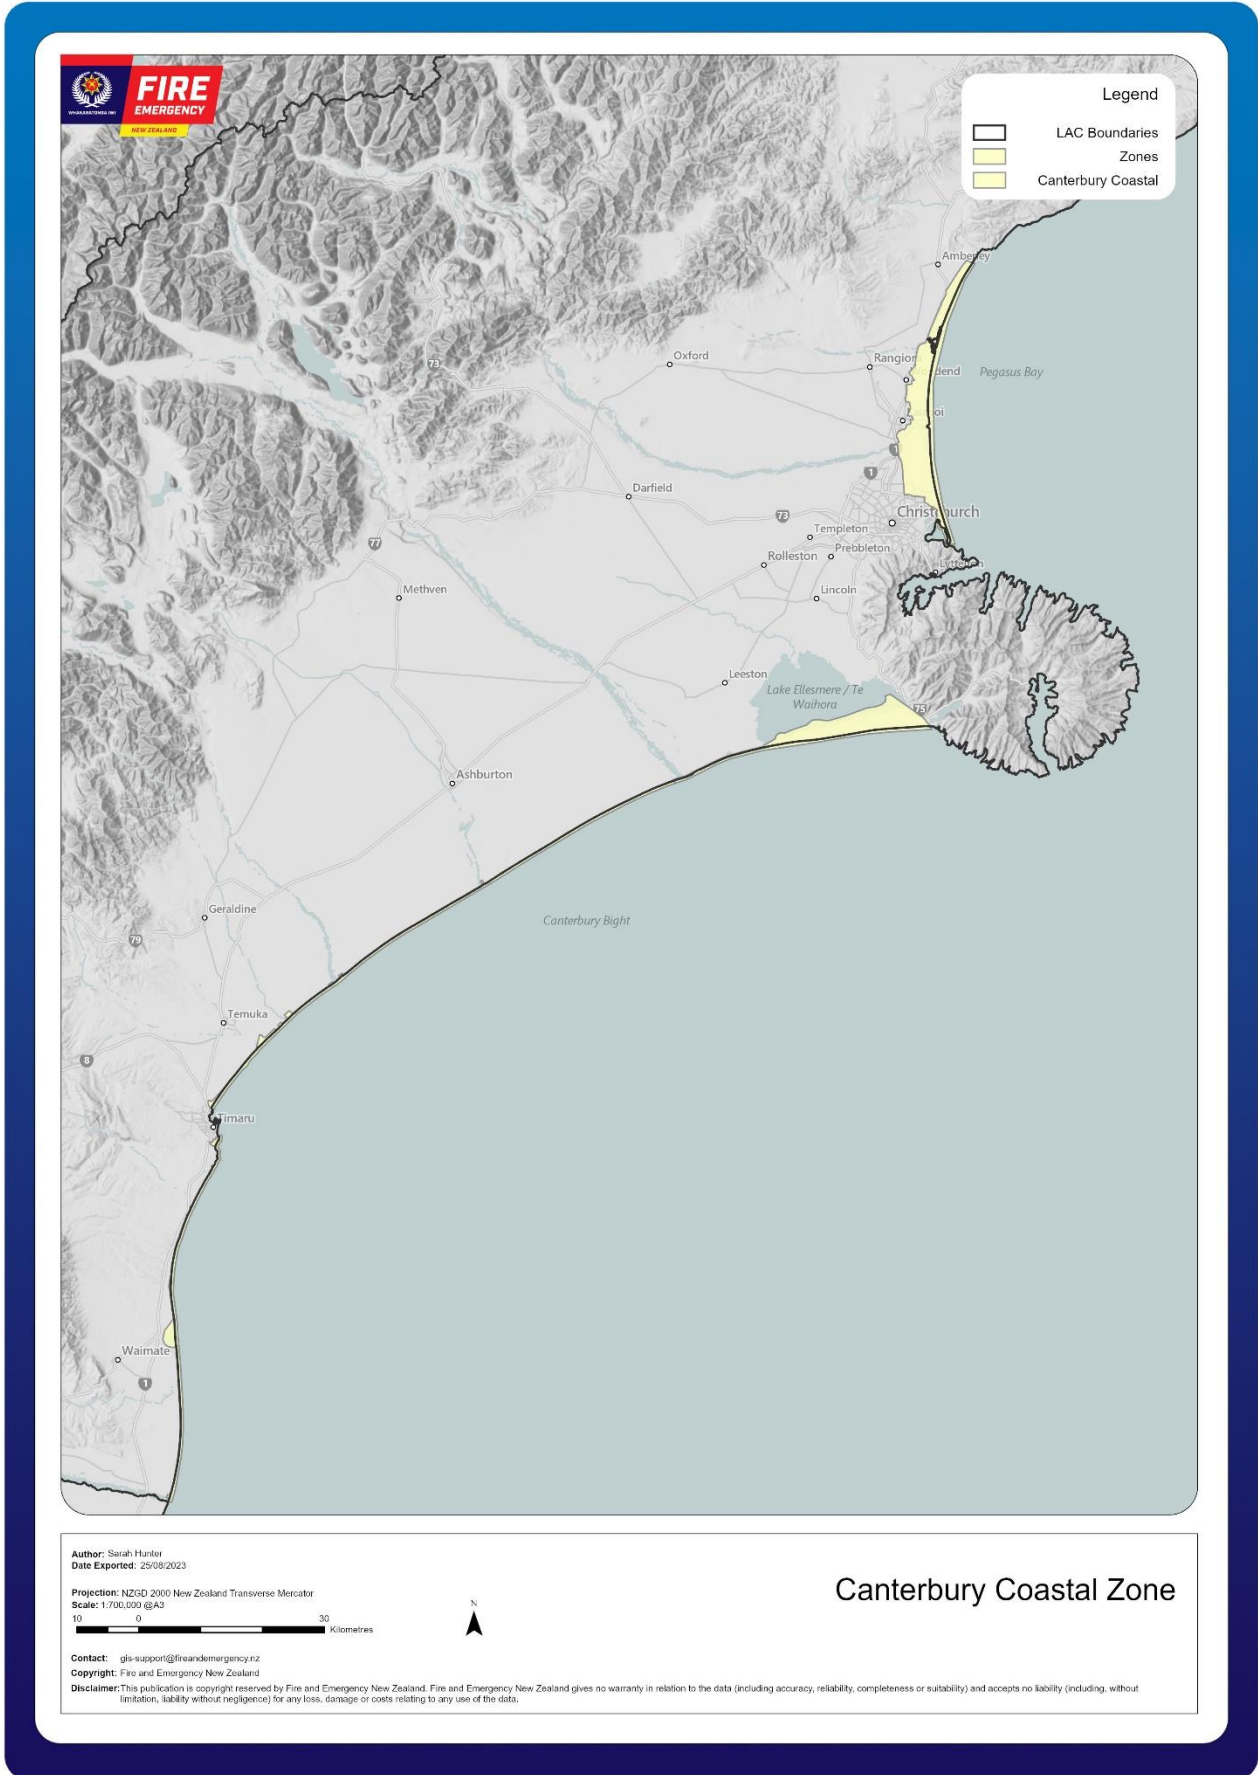 FIRE
EMERGENCY
NEW ZEALAND
Legend
LAC Boundaries
Zones
Canterbury Coastal
Amberley
Oxford
73
Pegasus Bay
1
1
Darfield
73
Christchurch
Templeton
77
Rolleston
Prebbleton
Lyttelton
Methven
Lincoln
Leeston
Lake Ellesmere / Te
Waihora
75
Ashburton
Geraldine
Canterbury Bight
79
Temuka
8
Timaru
Waimate
1
Author: Sarah Hunter
Date Exported: 25/08/2023
Canterbury Coastal Zone
Projection: NZGD 2000 New Zealand Transverse Mercator
Scale: 1:700,000 @A3
10 0 30
Kilometres
N
Contact: gis-support@fireandemergency.nz
Copyright: Fire and Emergency New Zealand
Disclaimer:This publication is copyright reserved by Fire and Emergency New Zealand. Fire and Emergency New Zealand gives no warranty in relation to the data (including accuracy, reliability, completeness or suitability) and accepts no liability (including, without
limitation, liability without negligence) for any loss, damage or costs relating to any use of the data.